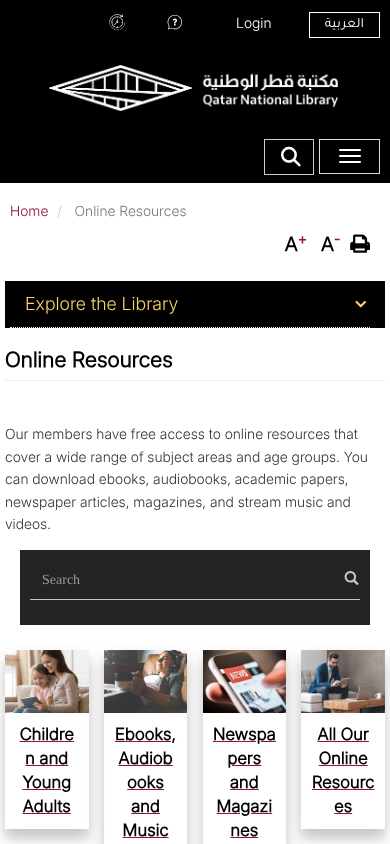 Login
العربية
مكتبة قطر الوطنية
Qatar National Library
Home / Online Resources
A+ A-
Explore the Library
Online Resources
Our members have free access to online resources that
cover a wide range of subject areas and age groups. You
can download ebooks, audiobooks, academic papers,
newspaper articles, magazines, and stream music and
videos.
Search
NEWS
Childre
n and
Young
Adults
Ebooks,
Audiob
ooks
and
Music
Newspa
pers
and
Magazi
nes
All Our
Online
Resourc
es